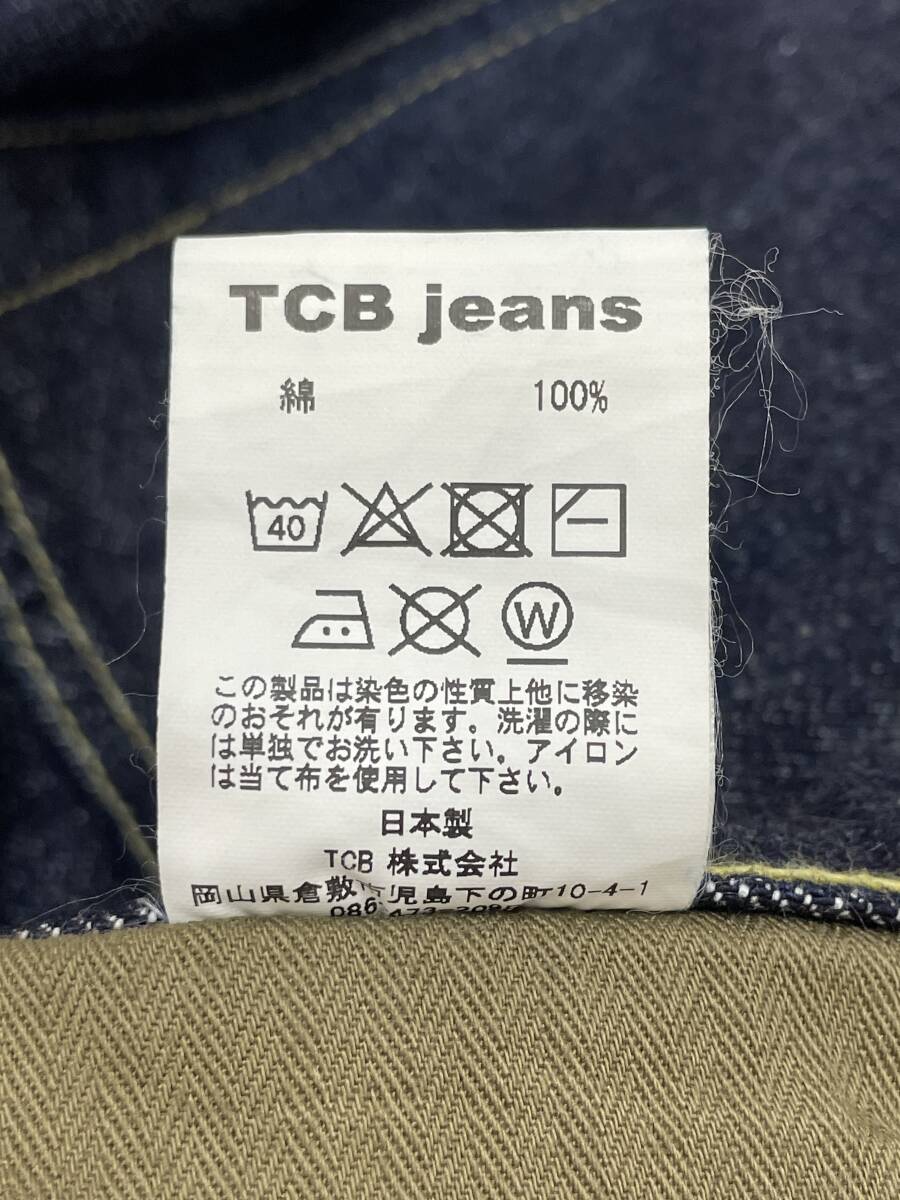 TCB jeans
綿 100%
40
W
この製品は染色の性質上他に移染
のおそれが有ります。洗濯の際に
は単独でお洗い下さい。アイロン
は当て布を使用して下さい。
日本製
TCB 株式会社
岡山県倉敷市児島下の町10-4-1
086